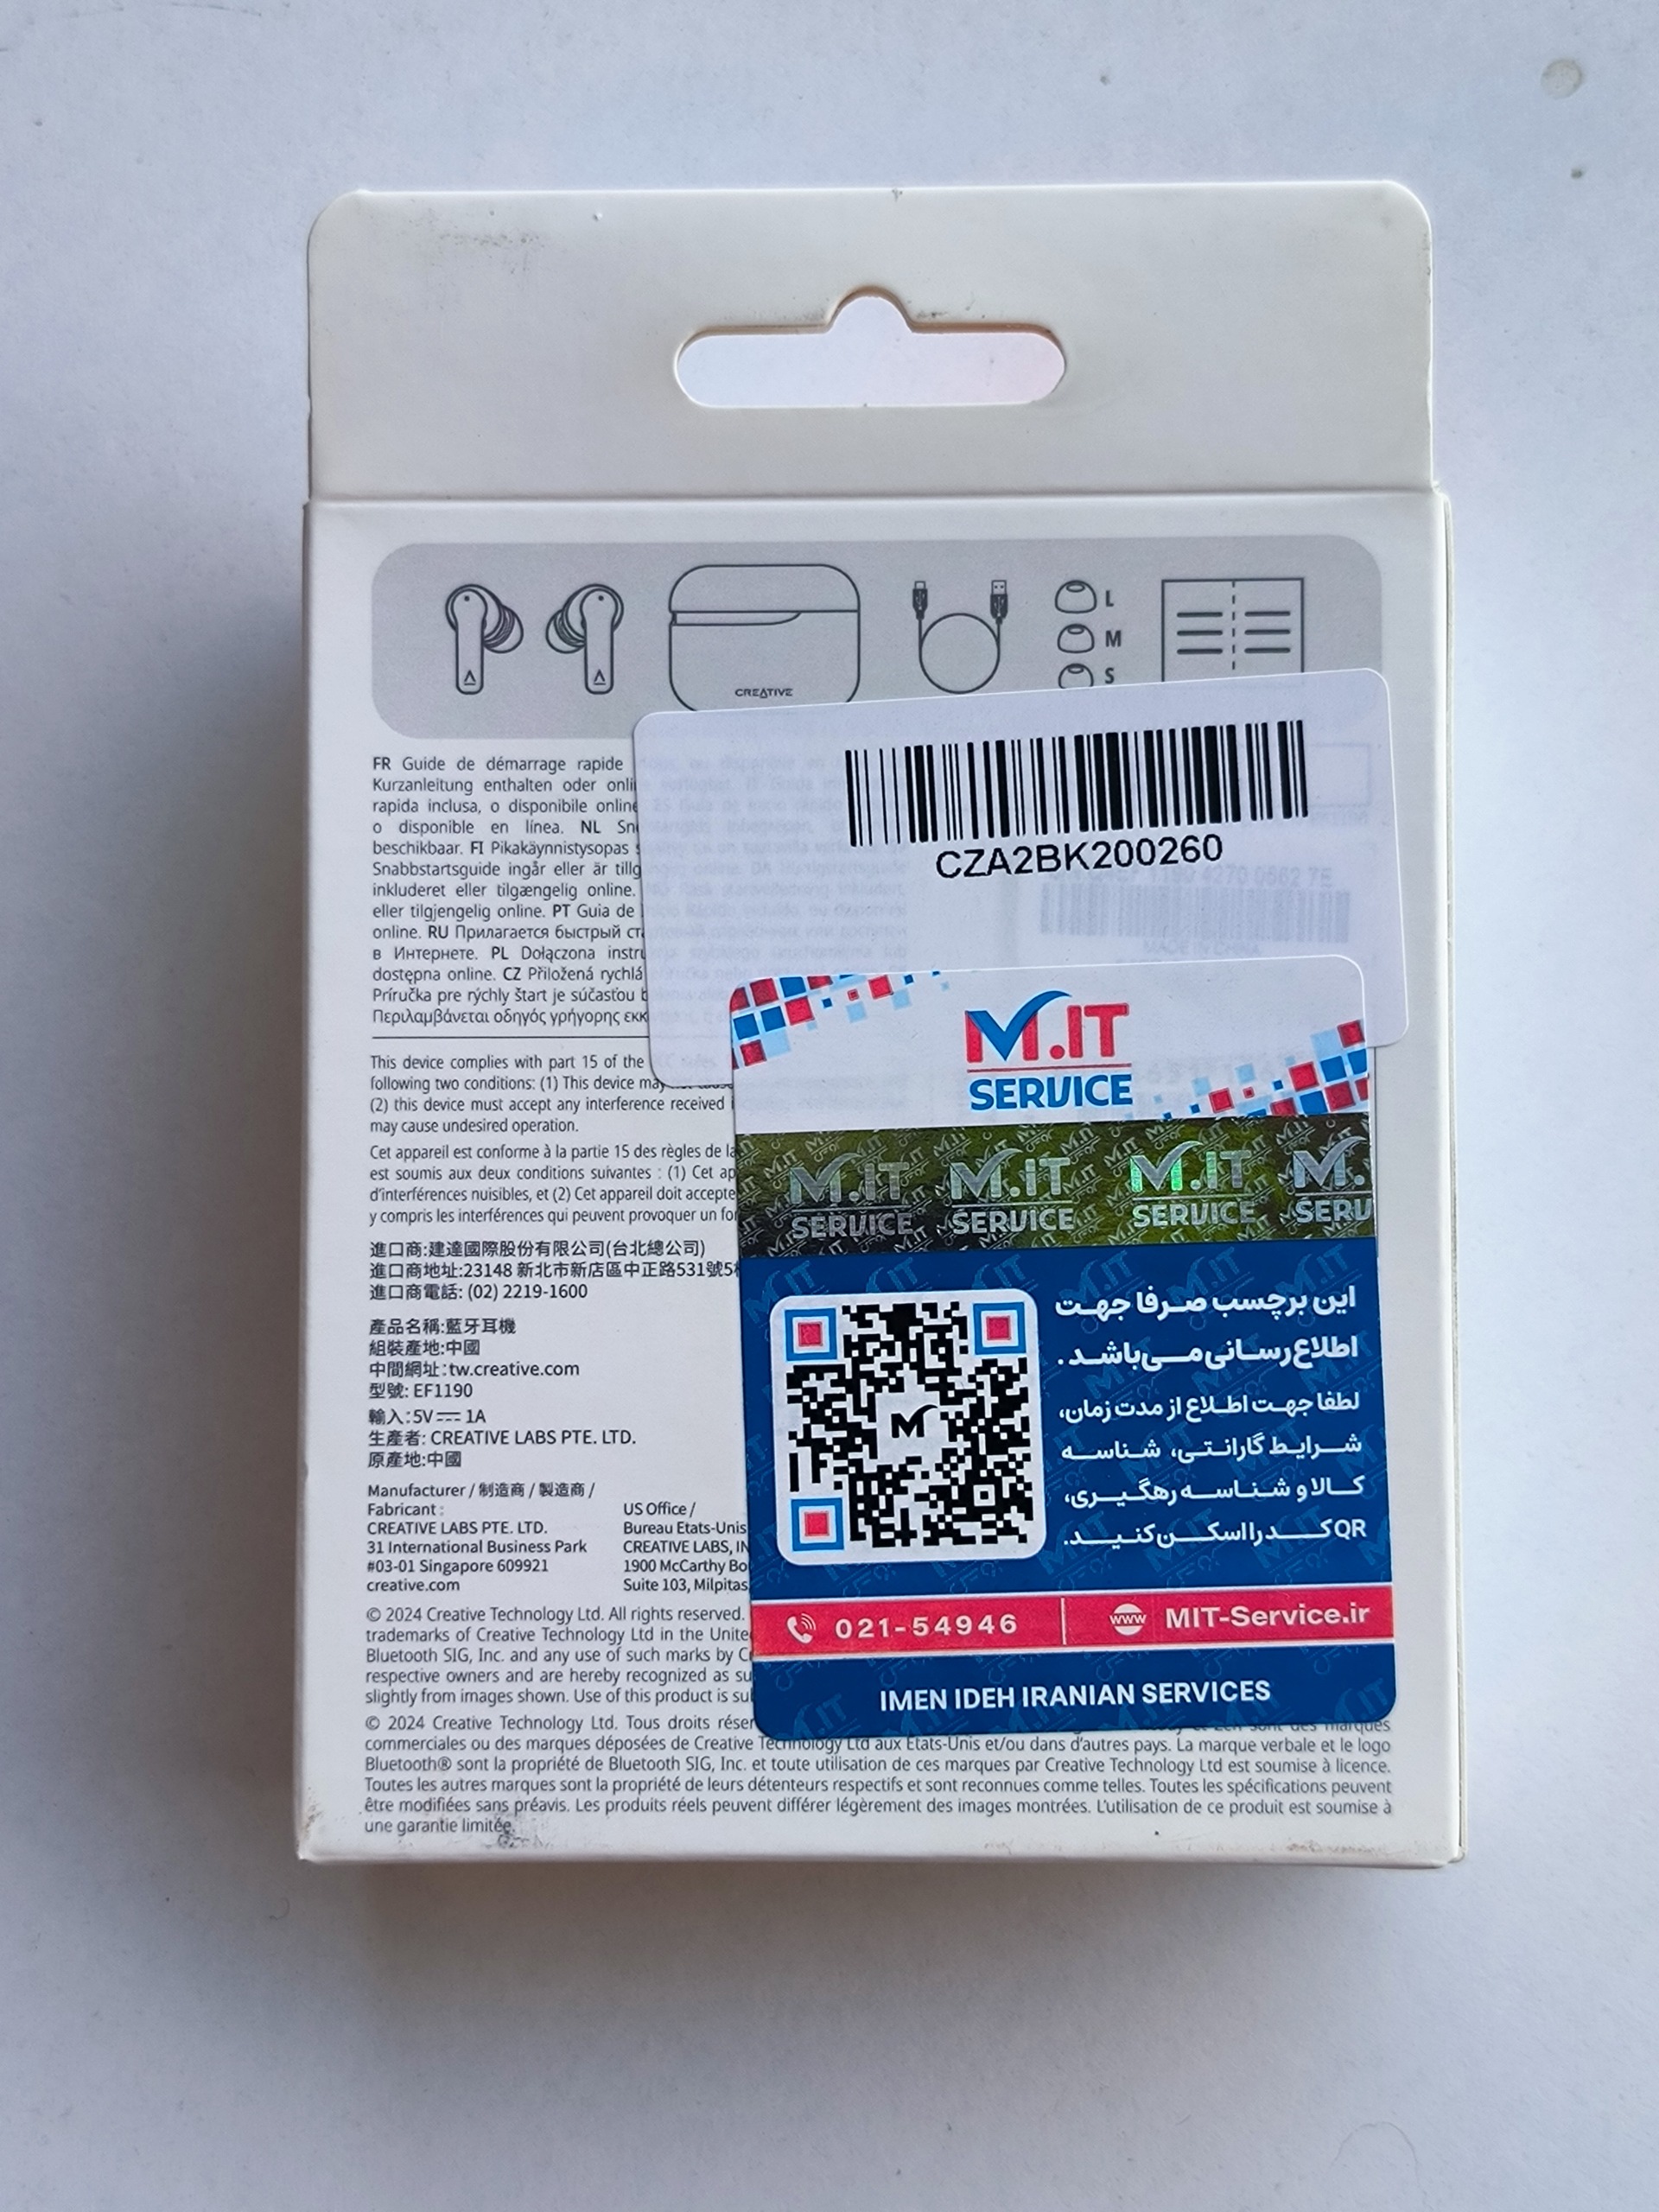 CREATIVE
L
M
S
FR Guide de démarrage rapide
Kurzanleitung enthalten oder
rapida inclusa, o disponibile online
o disponible en línea. NL
beschikbaar. FI Pikakäynnistysopas
Snabbstartsguide ingår eller är
inkluderet eller tilgængelig online.
eller tilgjengelig online. PT Guia de
online. RU Прилагается быстрый
в Интернете. PL Dołączona
dostępna online. CZ Přiložená rychlá
Príručka pre rýchly štart je súčasťou
Περιλαμβάνεται οδηγός γρήγορης
CZA2BK200260
This device complies with part 15 of the
following two conditions: (1) This device may
(2) this device must accept any interference received
may cause undesired operation.
Cet appareil est conforme à la partie 15 des règles de la
est soumis aux deux conditions suivantes : (1) Cet
d'interférences nuisibles, et (2) Cet appareil doit
y compris les interférences qui peuvent provoquer un
進口商:建達國際股份有限公司(台北總公司)
進口商地址:23148 新北市新店區中正路531號
進口商電話: (02) 2219-1600
產品名稱:藍牙耳機
組裝產地:中國
中間網址:tw.creative.com
型號: EF1190
輸入:5V⎓1A
生產者: CREATIVE LABS PTE. LTD.
原產地:中國
Manufacturer / 制造商 / 製造商 /
Fabricant :
CREATIVE LABS PTE. LTD.
31 International Business Park
#03-01 Singapore 609921
creative.com
US Office /
Bureau Etats-Unis
CREATIVE LABS,
1900 McCarthy
Suite 103, Milpitas
© 2024 Creative Technology Ltd. All rights reserved.
trademarks of Creative Technology Ltd in the
Bluetooth SIG, Inc. and any use of such marks by
respective owners and are hereby recognized as
slightly from images shown. Use of this product is
© 2024 Creative Technology Ltd. Tous droits
commerciales ou des marques déposées de Creative Technology Ltd aux Etats-Unis et/ou dans d'autres pays. La marque verbale et le logo
Bluetooth® sont la propriété de Bluetooth SIG, Inc. et toute utilisation de ces marques par Creative Technology Ltd est soumise à licence.
Toutes les autres marques sont la propriété de leurs détenteurs respectifs et sont reconnues comme telles. Toutes les spécifications peuvent
être modifiées sans préavis. Les produits réels peuvent différer légèrement des images montrées. L'utilisation de ce produit est soumise à
une garantie limitée.
M.IT
SERVICE
M.IT M.IT M.IT M.
SERVICE SERVICE SERVICE SERU
این برچسب صرفا جهت
اطلاع رسانی می‌باشد.
لطفا جهت اطلاع از مدت زمان،
شرایط گارانتی، شناسه
کالا و شناسه رهگیری،
QR کد را اسکن کنید.
M
021-54946
www MIT-Service.ir
IMEN IDEH IRANIAN SERVICES